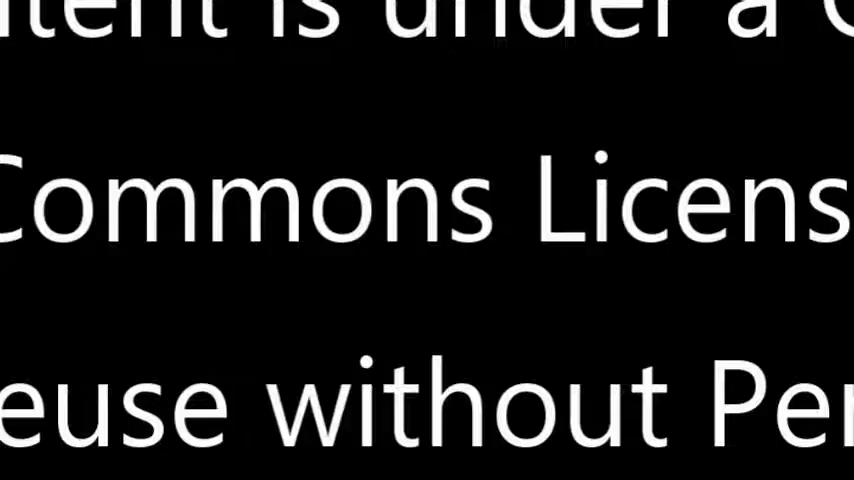 ntent is under a C
Commons Licens
euse without Per